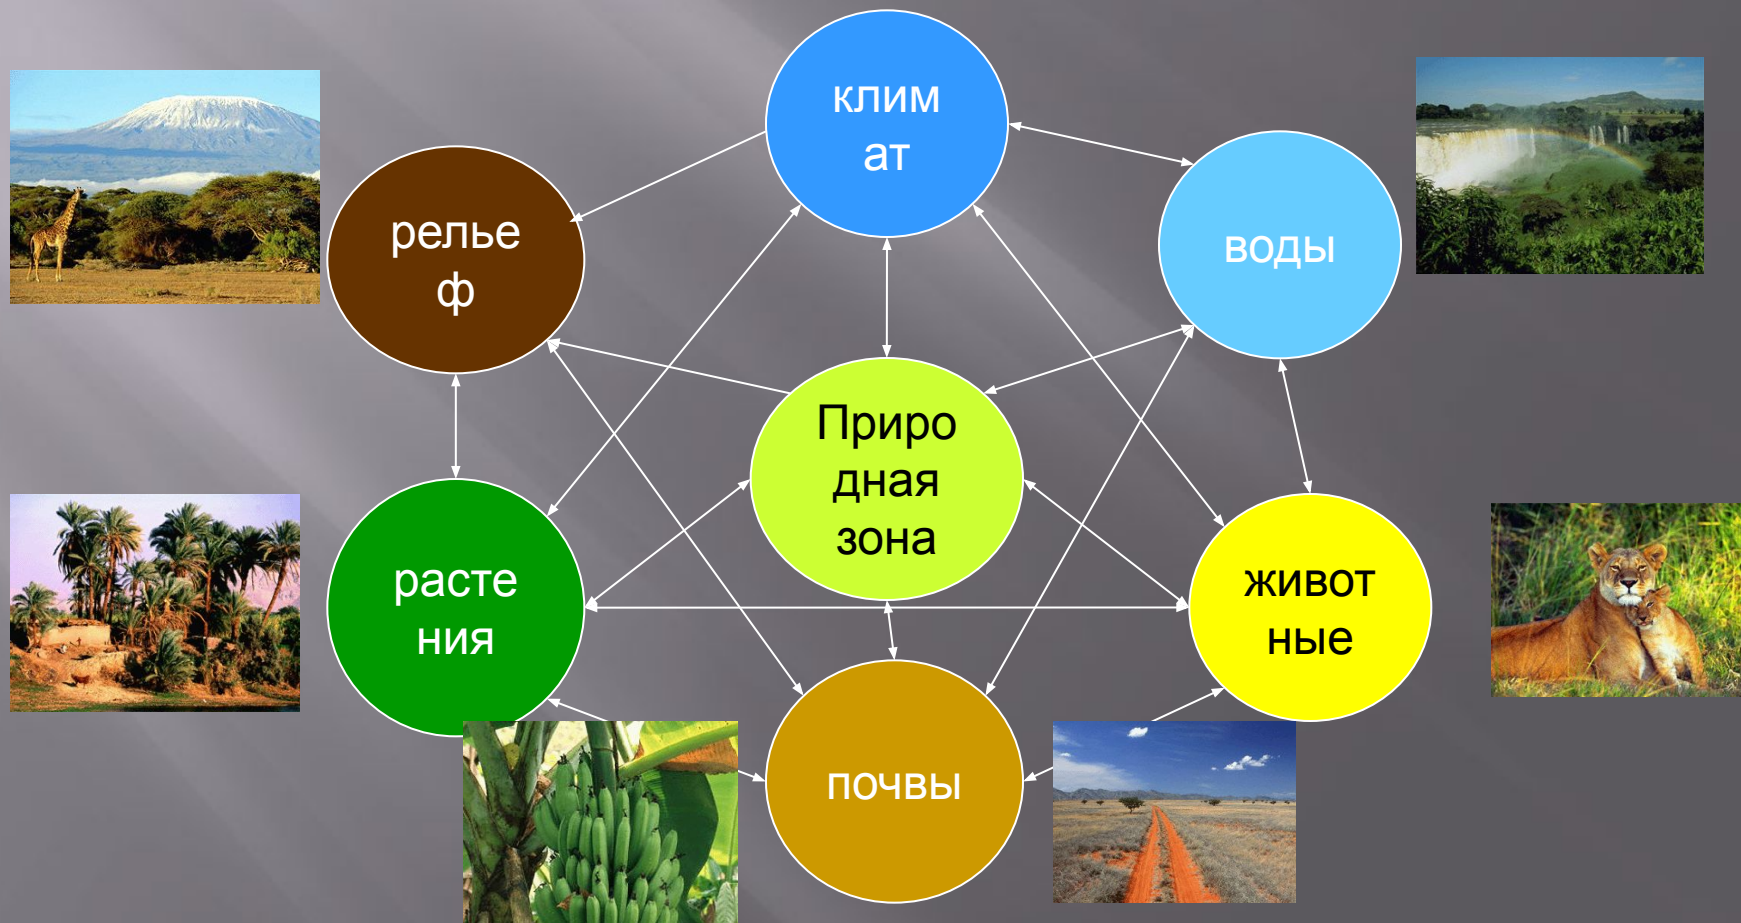 клим
ат
релье
ф
воды
Приро
дная
зона
расте
ния
живот
ные
почвы